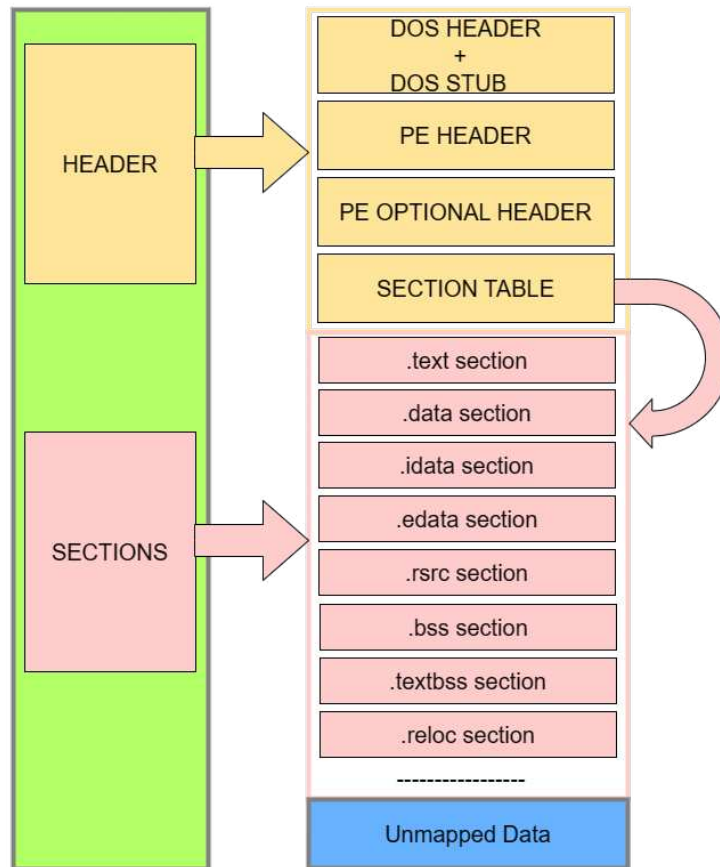 HEADER
SECTIONS
DOS HEADER
+
DOS STUB
PE HEADER
PE OPTIONAL HEADER
SECTION TABLE
.text section
.data section
.idata section
.edata section
.rsrc section
.bss section
.textbss section
.reloc section
-----------------
Unmapped Data